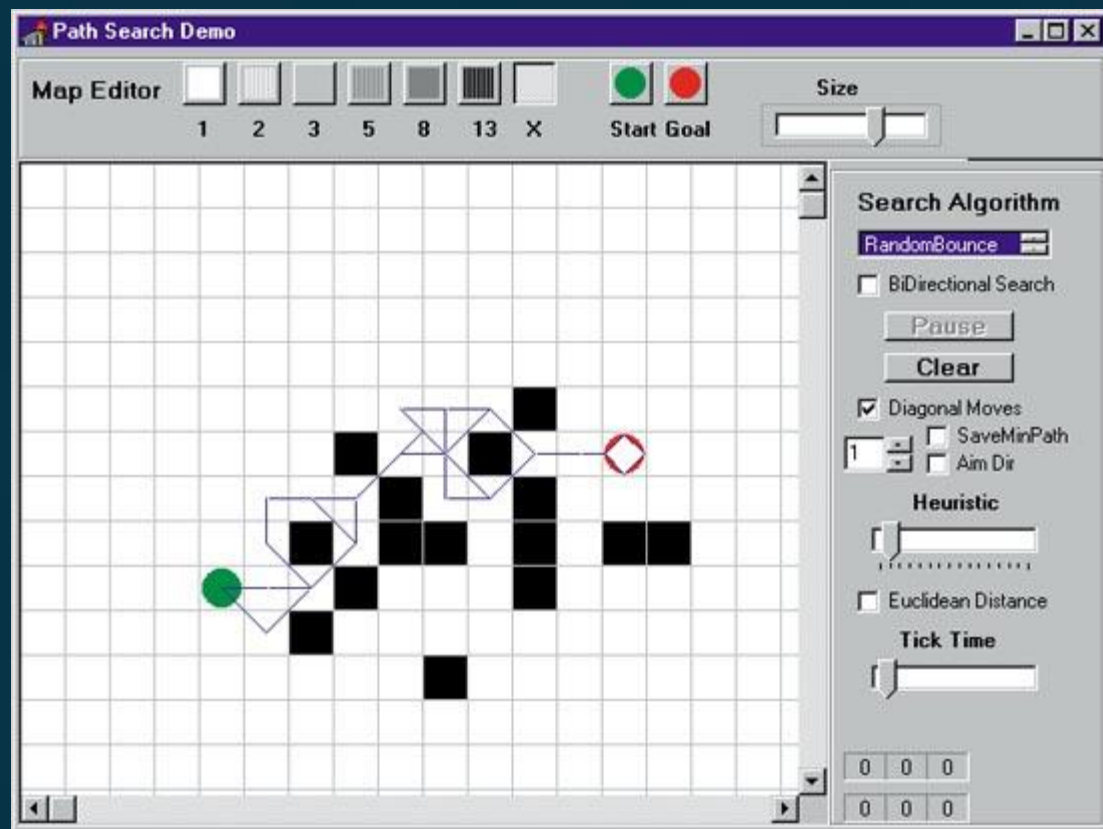 Path Search Demo
Map Editor
1 2 3 5 8 13 X
Start Goal
Size
Search Algorithm
RandomBounce
BiDirectional Search
Pause
Clear
Diagonal Moves
1
SaveMinPath
Aim Dir
Heuristic
Euclidean Distance
Tick Time
0 0 0
0 0 0